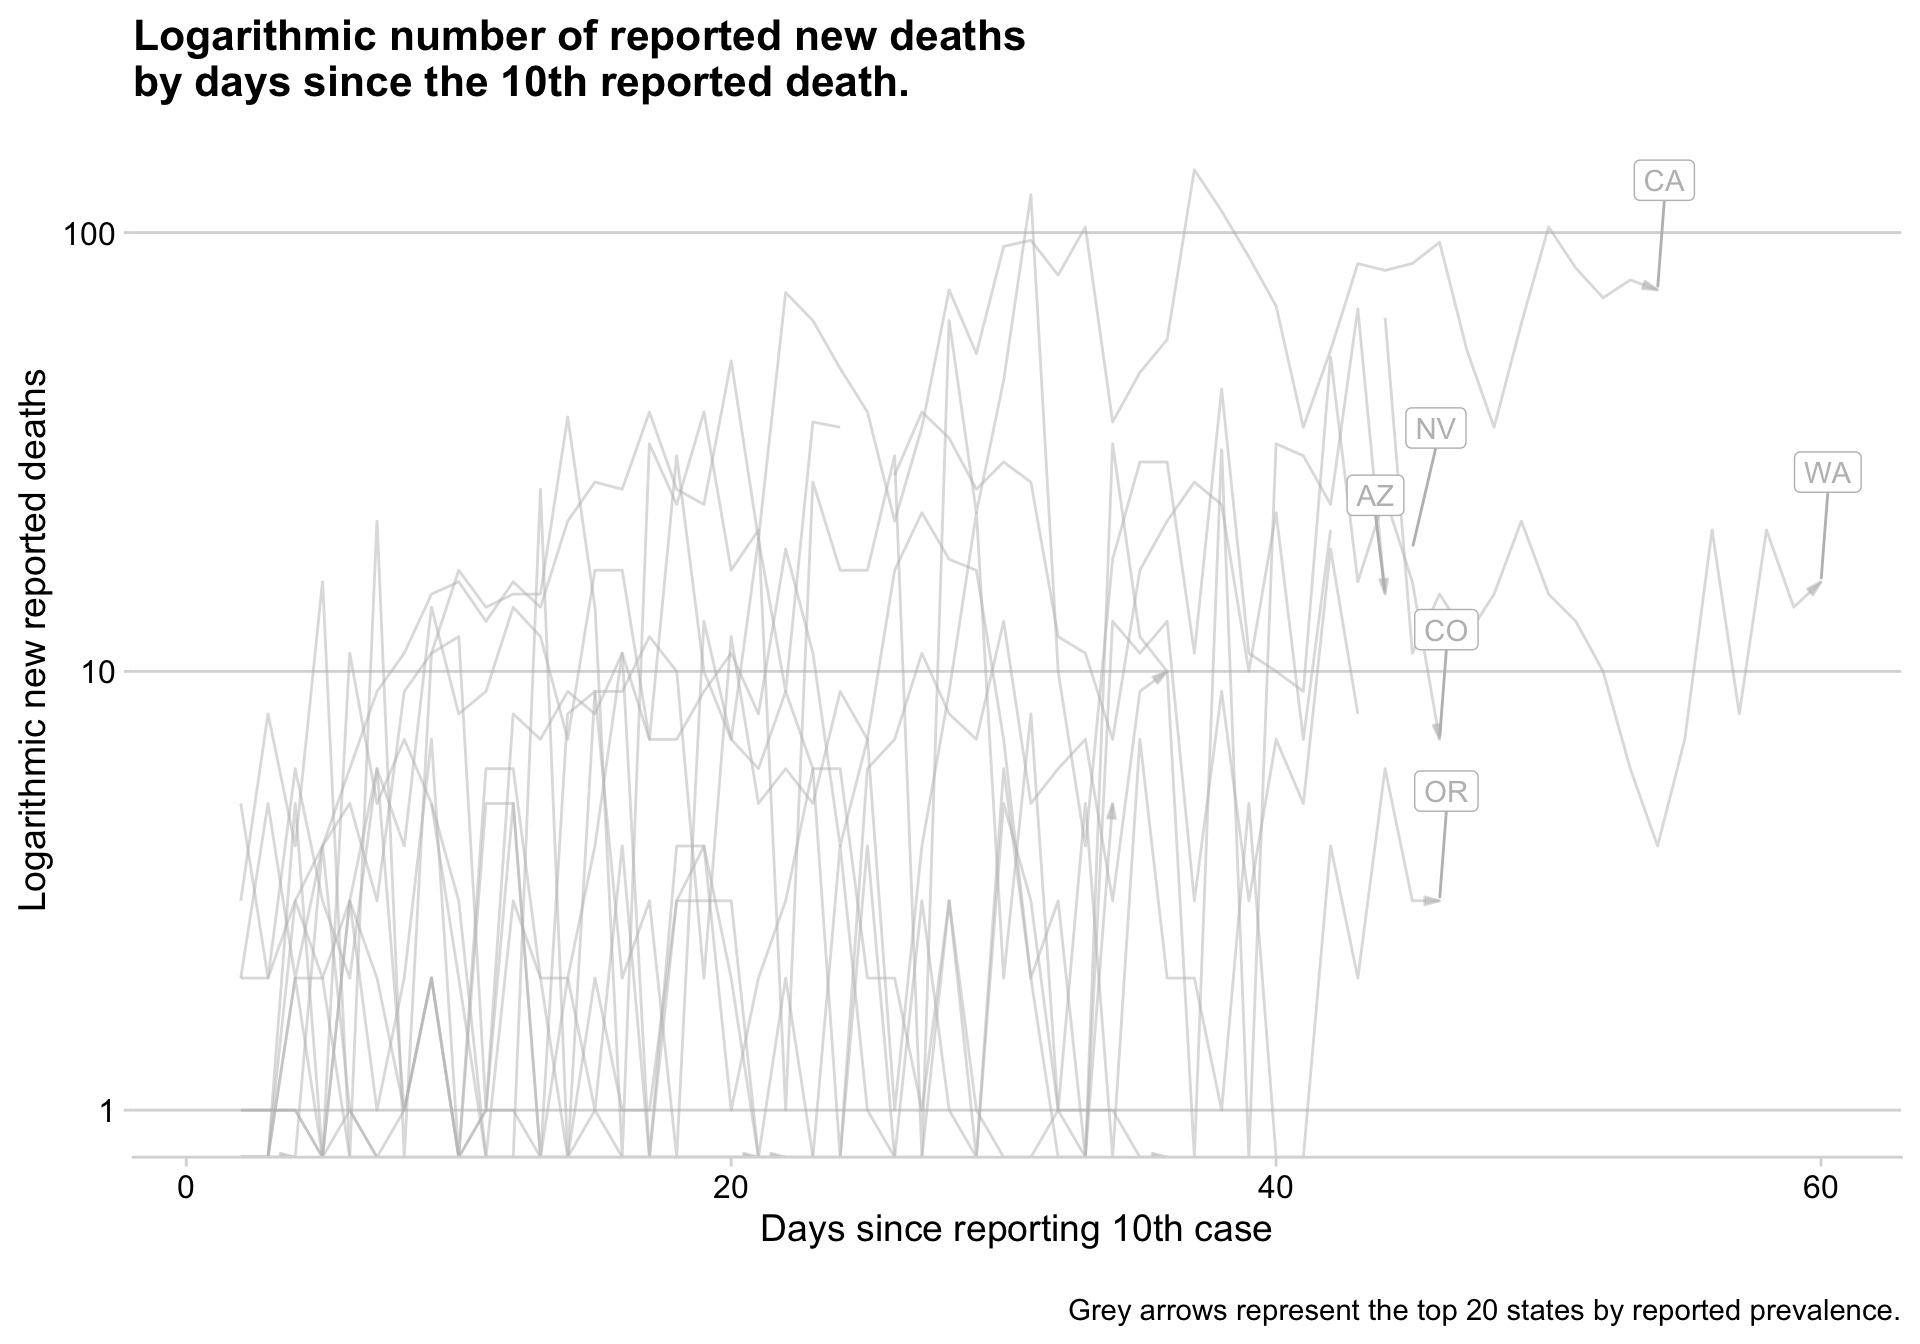 Logarithmic number of reported new deaths
by days since the 10th reported death.
CA
100
NV
WA
AZ
CO
10
OR
1
Logarithmic new reported deaths
0 20 40 60
Days since reporting 10th case
Grey arrows represent the top 20 states by reported prevalence.